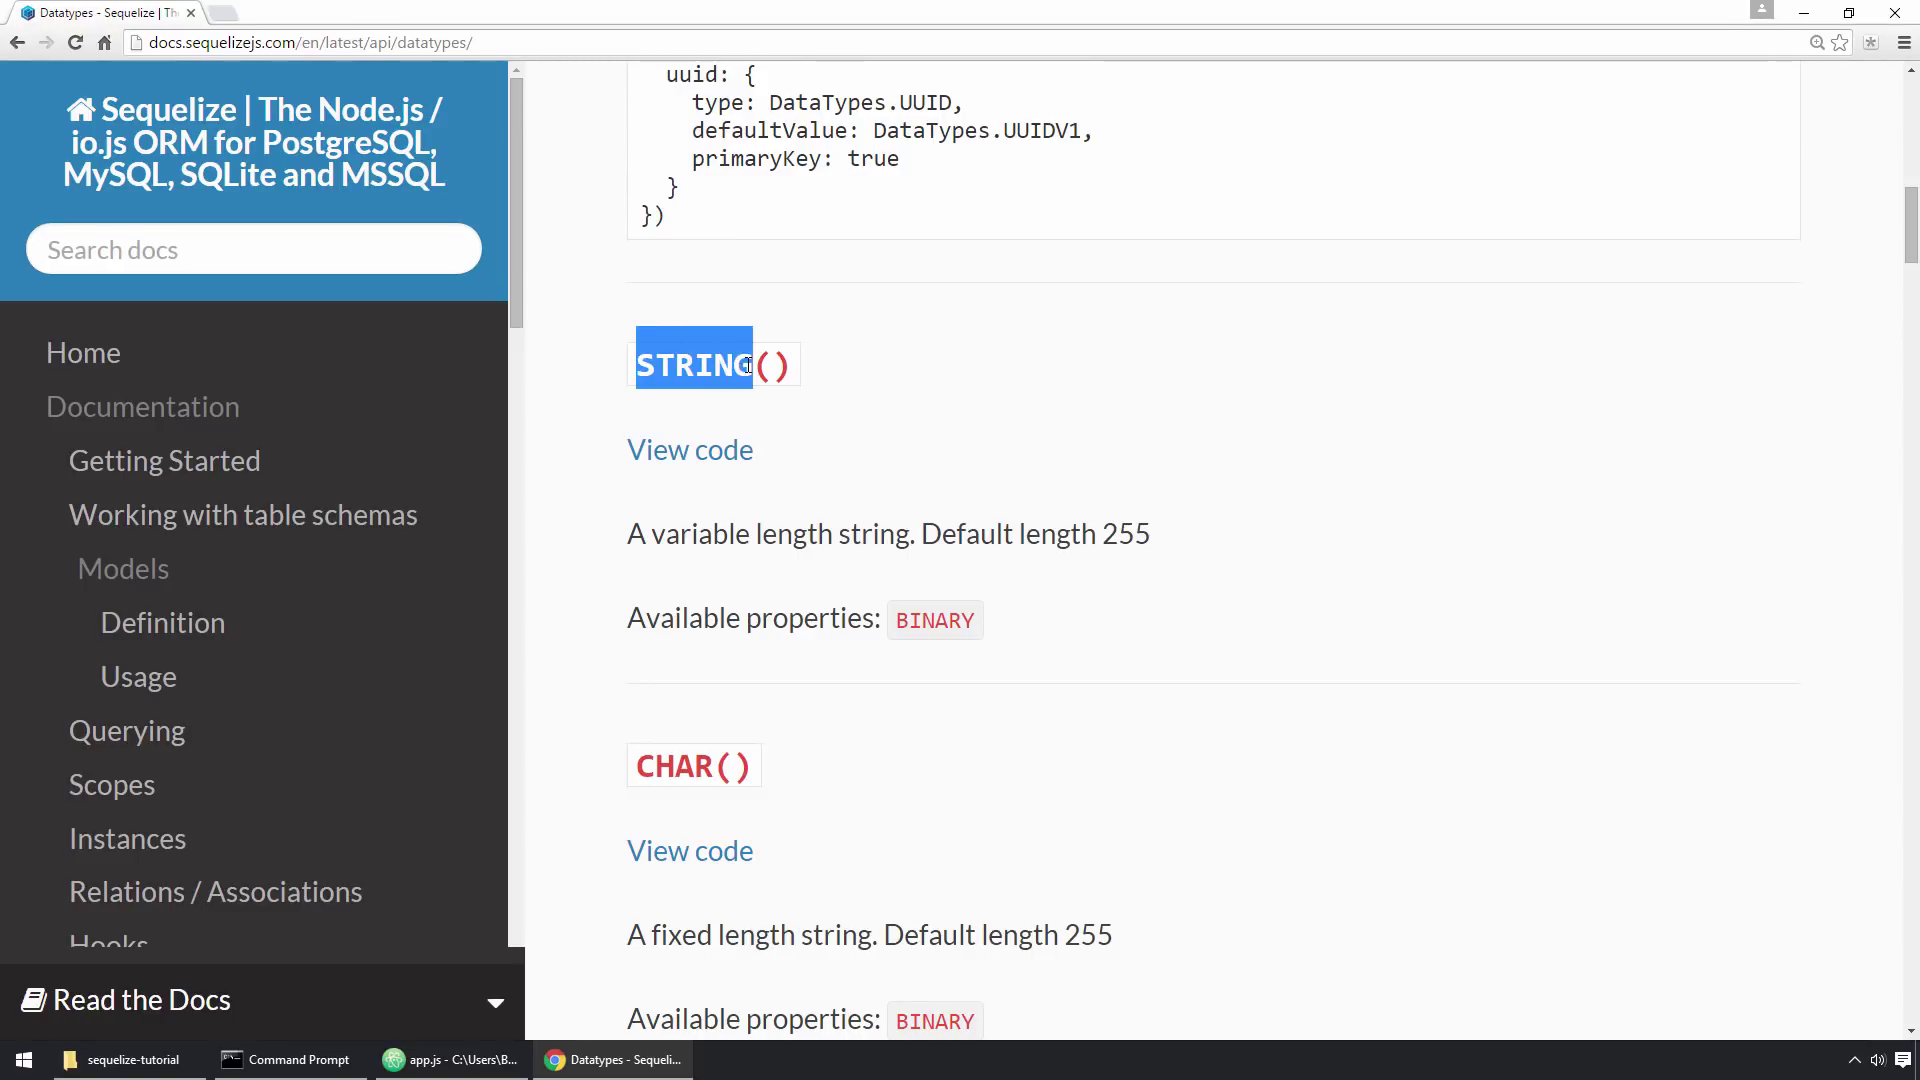 Datatypes - Sequelize | Th
docs.sequelizejs.com/en/latest/api/datatypes/
Sequelize | The Node.js /
io.js ORM for PostgreSQL,
MySQL, SQLite and MSSQL
Search docs
Home
Documentation
Getting Started
Working with table schemas
Models
Definition
Usage
Querying
Scopes
Instances
Relations / Associations
Hooks
Read the Docs
uuid: {
type: DataTypes.UUID,
defaultValue: DataTypes.UUIDV1,
primaryKey: true
}
})
STRING()
View code
A variable length string. Default length 255
Available properties: BINARY
CHAR()
View code
A fixed length string. Default length 255
Available properties: BINARY
sequelize-tutorial
Command Prompt
app.js - C:\Users\B...
Datatypes - Sequeli...